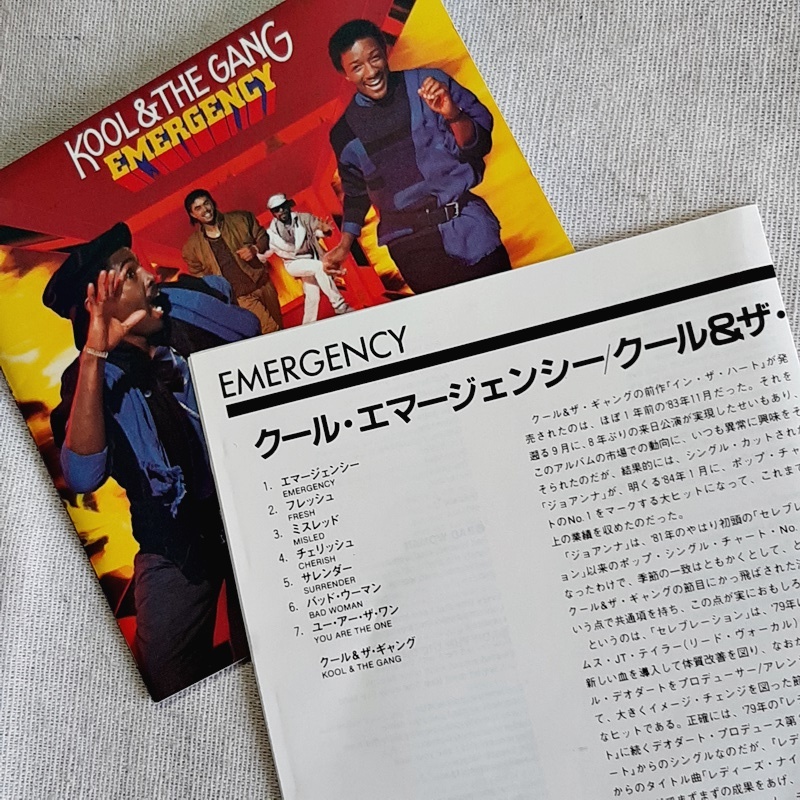 KOOL & THE GANG
EMERGENCY
EMERGENCY
クール・エマージェンシー/クール&ザ・
1. エマージェンシー
EMERGENCY
2. フレッシュ
FRESH
3. ミスレッド
MISLED
4. チェリッシュ
CHERISH
5. サレンダー
SURRENDER
6. バッド・ウーマン
BAD WOMAN
7. ユー・アー・ザ・ワン
YOU ARE THE ONE
クール&ザ・ギャング
KOOL & THE GANG
クール&ザ・ギャングの前作「イン・ザ・ハート」が発
売されたのは、ほぼ1年前の'83年11月だった。それを
遡る9月に、8年ぶりの来日公演が実現したせいもあり、
このアルバムの市場での動向に、いつも異常に興味をそ
そられたのだが、結果的には、シングル・カットされた
「ジョアンナ」が、明くる'84年1月に、ポップ・チャー
トのNo.1をマークする大ヒットになって、これまで
上の業績を収めたのだった。
「ジョアンナ」は、'81年のやはり初頭の「セレブレ
ョン」以来のポップ・シングル・チャート・No.
なったわけで、季節の一致はともかくとして、と
クール&ザ・ギャングの節目にかっ飛ばされた
いう点で共通項を持ち、この点が実におもしろ
というのは、「セレブレーション」は、'79年
ムス・JT・テイラー(リード・ヴォーカル)
新しい血を導入して体質改善を図り、なおか
ル・デオダートをプロデューサー/アレン
て、大きくイメージ・チェンジを図った節
なヒットである。正確には、'79年の「レデ
ト」に続くデオダート・プロデュース第
ート」からのシングルなのだが、「レデ
からのタイトル曲「レディーズ・ナイ
まずまずの成果をあげ、